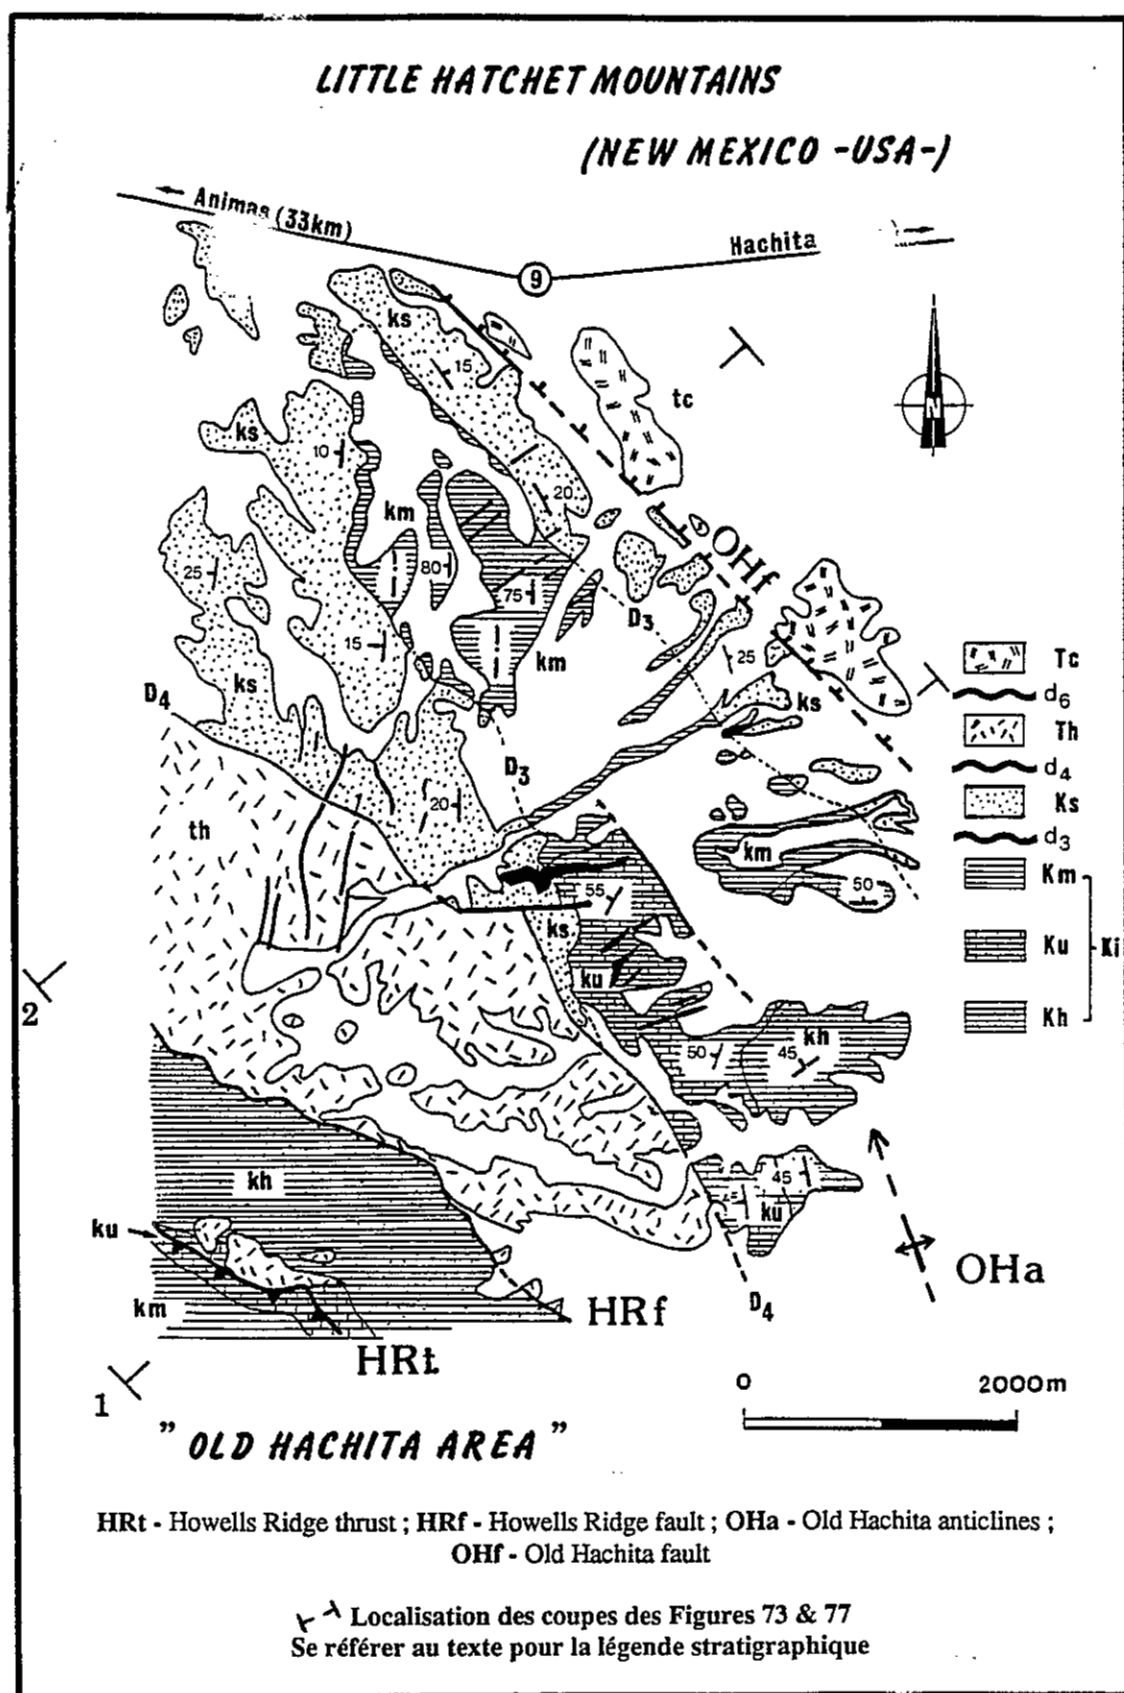 LITTLE HATCHET MOUNTAINS
(NEW MEXICO -USA-)
Animas (33km)
Hachita
9
ks
15
tc
ks
10
20
km
OHf
25
80
75
D3
15
km
25
ks
ks
D4
D3
20
th
km
50
55
ks
ku
kh
50
45
kh
45
ku
ku
km
HRf
OHa
D4
HRt
2
1
Tc
d6
Th
d4
Ks
d3
Km
Ku
Ki
Kh
0 2000m
" OLD HACHITA AREA "
HRt - Howells Ridge thrust ; HRf - Howells Ridge fault ; OHa - Old Hachita anticlines ;
OHf - Old Hachita fault
Localisation des coupes des Figures 73 & 77
Se référer au texte pour la légende stratigraphique